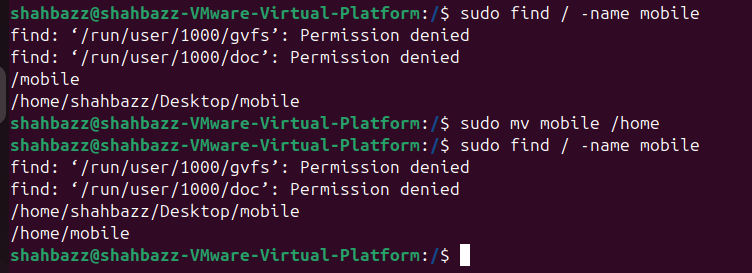 shahbazz@shahbazz-VMware-Virtual-Platform:/$ sudo find / -name mobile
find: ‘/run/user/1000/gvfs’: Permission denied
find: ‘/run/user/1000/doc’: Permission denied
/mobile
/home/shahbazz/Desktop/mobile
shahbazz@shahbazz-VMware-Virtual-Platform:/$ sudo mv mobile /home
shahbazz@shahbazz-VMware-Virtual-Platform:/$ sudo find / -name mobile
find: ‘/run/user/1000/gvfs’: Permission denied
find: ‘/run/user/1000/doc’: Permission denied
/home/shahbazz/Desktop/mobile
/home/mobile
shahbazz@shahbazz-VMware-Virtual-Platform:/$